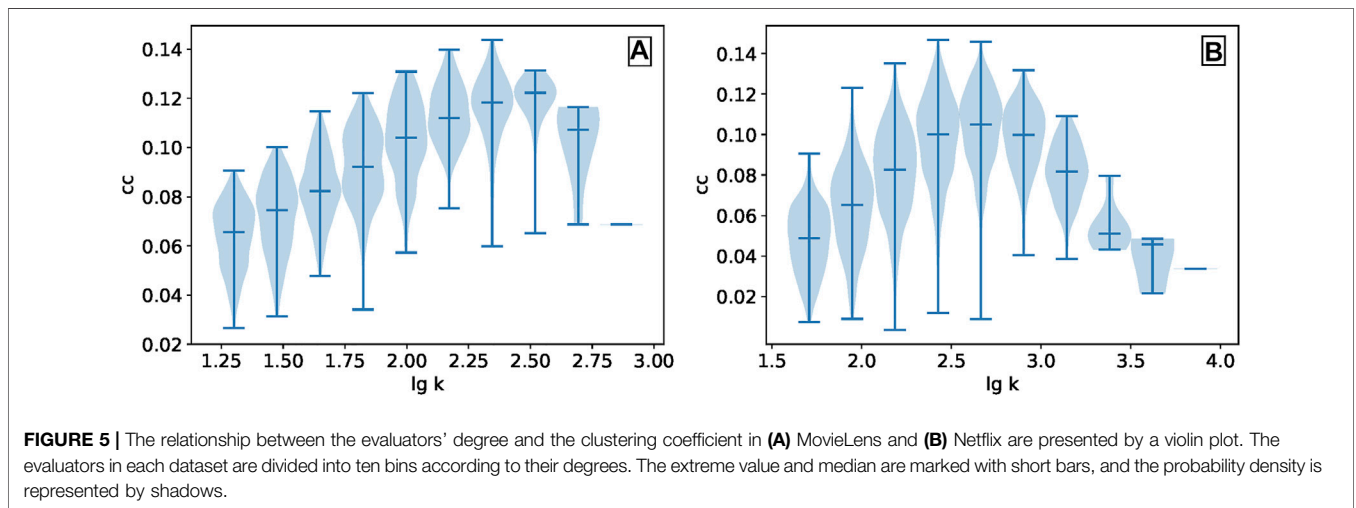 A
B
cc
0.14
0.12
0.10
0.08
0.06
0.04
0.02
1.25 1.50 1.75 2.00 2.25 2.50 2.75 3.00
lg k
cc
0.14
0.12
0.10
0.08
0.06
0.04
0.02
1.5 2.0 2.5 3.0 3.5 4.0
lg k
FIGURE 5 | The relationship between the evaluators’ degree and the clustering coefficient in (A) MovieLens and (B) Netflix are presented by a violin plot. The
evaluators in each dataset are divided into ten bins according to their degrees. The extreme value and median are marked with short bars, and the probability density is
represented by shadows.